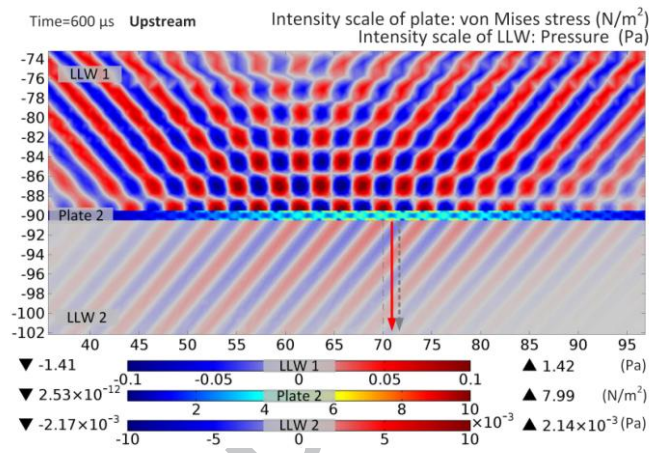 Time=600 µs Upstream Intensity scale of plate: von Mises stress (N/m²)
Intensity scale of LLW: Pressure (Pa)
-74
LLW 1
-76
-78
-80
-82
-84
-86
-88
-90 Plate 2
-92
-94
-96
-98
-100 LLW 2
-102
40 45 50 55 60 65 70 75 80 85 90 95
▼ -1.41 LLW 1 ▲ 1.42 (Pa)
-0.1 -0.05 0 0.05 0.1
▼ 2.53×10⁻¹² Plate 2 ▲ 7.99 (N/m²)
2 4 6 8 10
▼ -2.17×10⁻³ LLW 2 ×10⁻³ ▲ 2.14×10⁻³ (Pa)
-10 -5 0 5 10